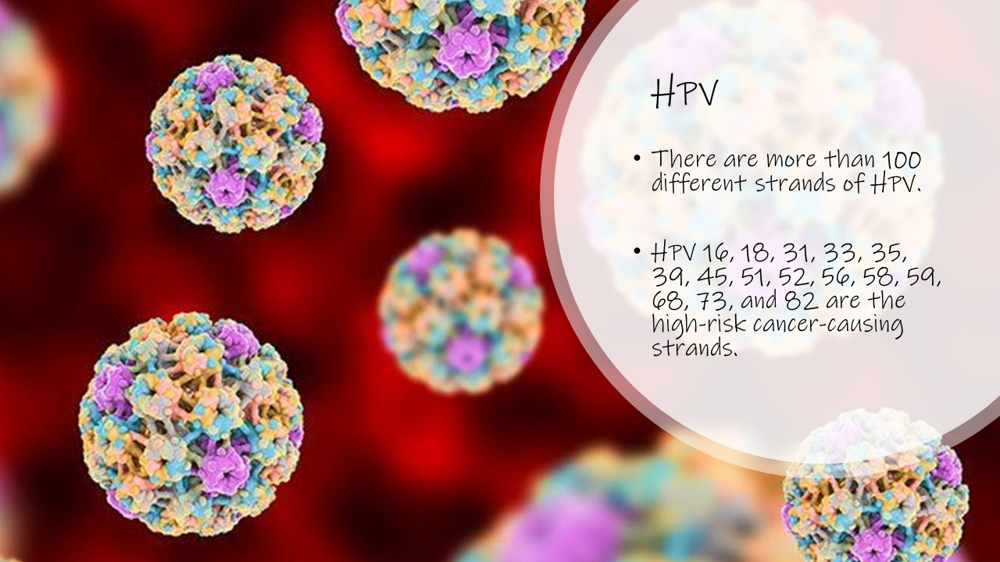 HPV
• There are more than 100
different strands of HPV.
• HPV 16, 18, 31, 33, 35,
39, 45, 51, 52, 56, 58, 59,
68, 73, and 82 are the
high-risk cancer-causing
strands.